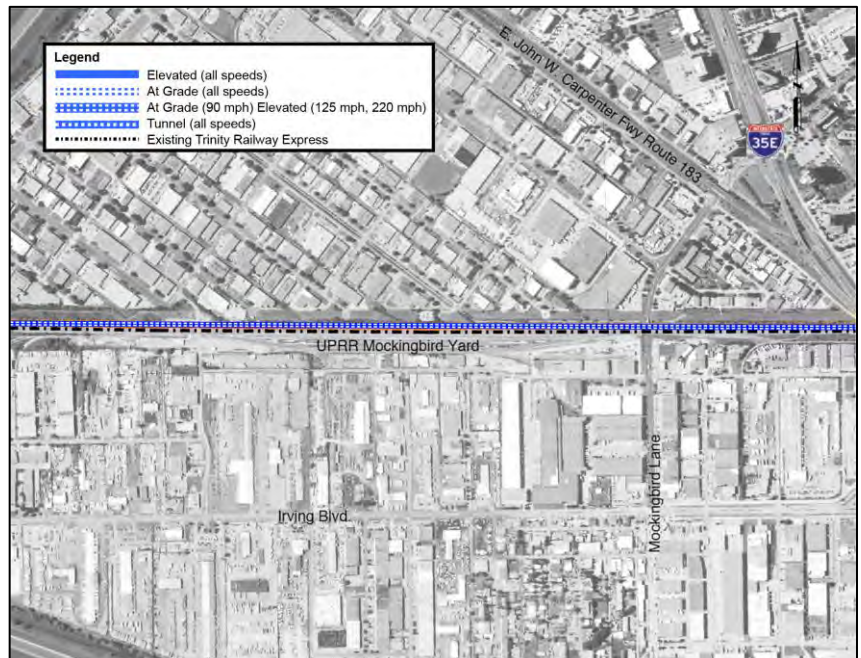 Legend
Elevated (all speeds)
At Grade (all speeds)
At Grade (90 mph) Elevated (125 mph, 220 mph)
Tunnel (all speeds)
Existing Trinity Railway Express
E. John W. Carpenter Fwy Route 183
INTERSTATE
35E
UPRR Mockingbird Yard
Irving Blvd.
Mockingbird Lane